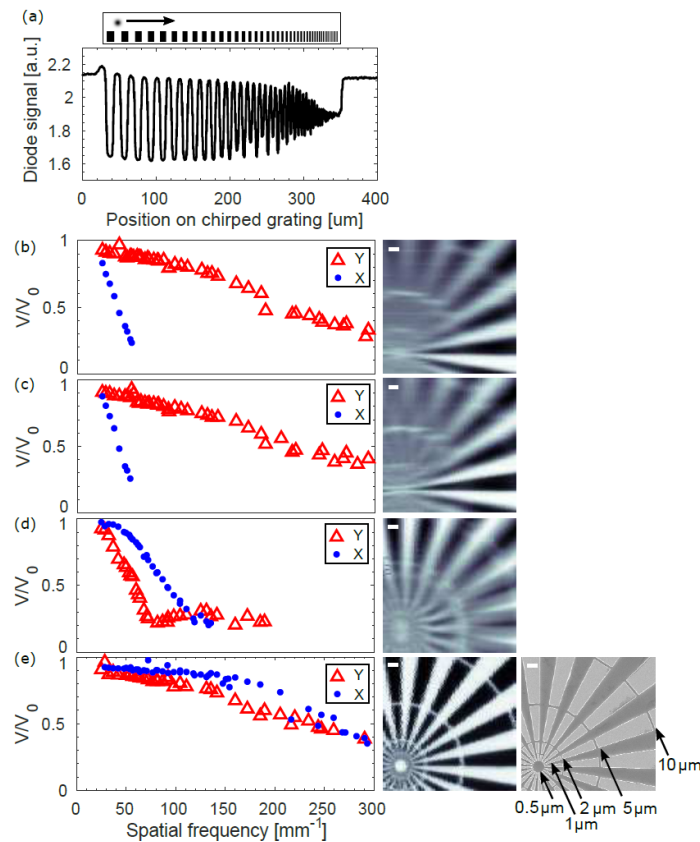 (a)
2.2
2
1.8
1.6
Diode signal [a.u.]
0 100 200 300 400
Position on chirped grating [um]
(b)
1
0.5
0
V/V0
Y
X
(c)
1
0.5
0
V/V0
Y
X
(d)
1
0.5
0
V/V0
Y
X
(e)
1
0.5
0
V/V0
Y
X
0 50 100 150 200 250 300
Spatial frequency [mm-1]
10 μm
0.5 μm 2 μm 5 μm
1 μm